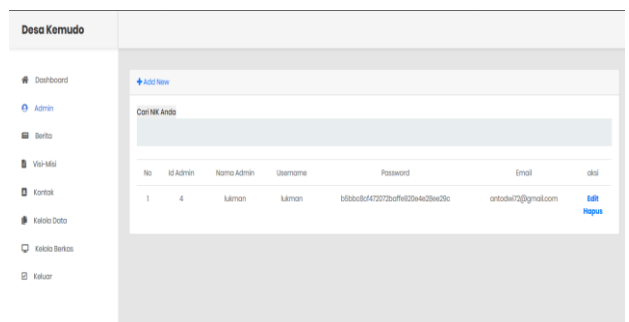 Desa Kemudo
Dashboard
Admin
Berita
Visi-Misi
Kontak
Kelola Data
Kelola Berkas
Keluar
+ Add New
Cari NIK Anda
No Id Admin Nama Admin Username Password Email aksi
1 4 lukman lukman antodwi72@gmail.com Edit
Hapus